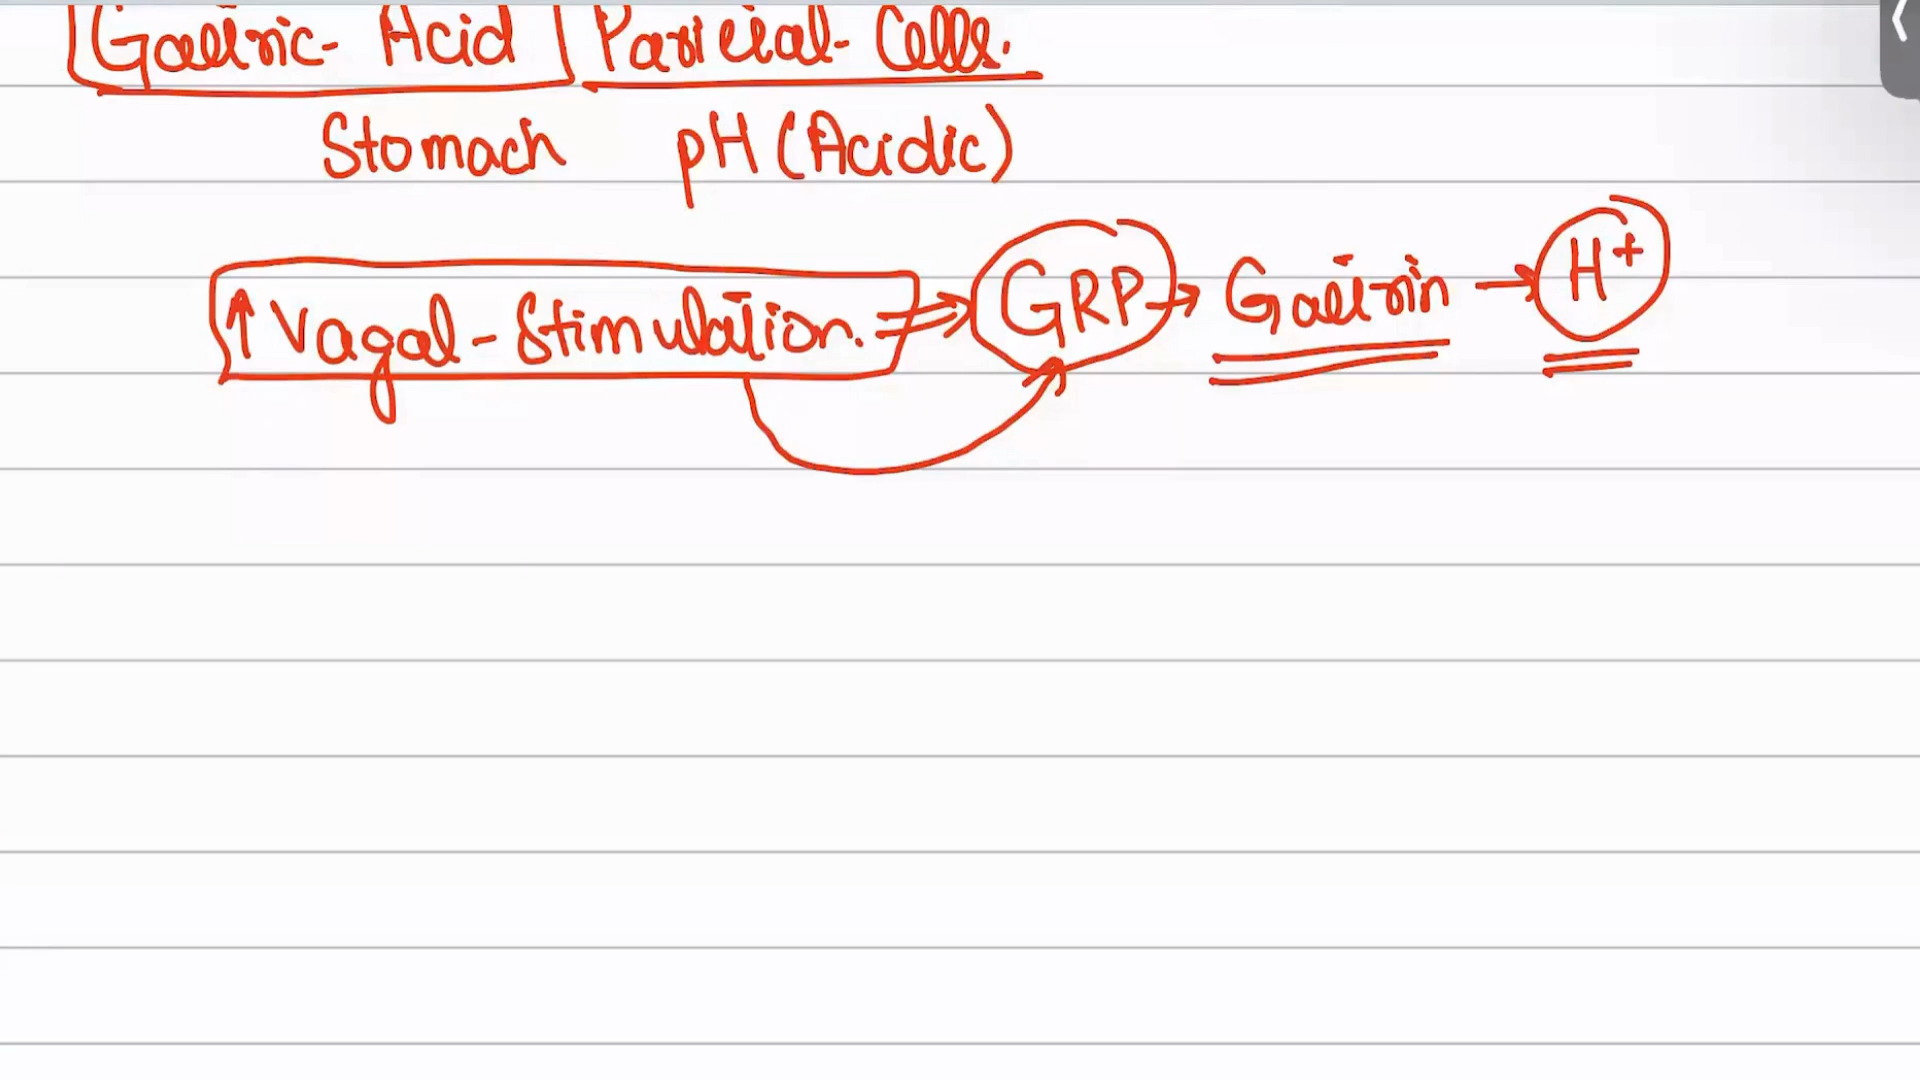 Gastric- Acid Parietal- Cells.
Stomach pH (Acidic)
↑ Vagal - Stimulation. ⇒ GRP → Gastrin → H+